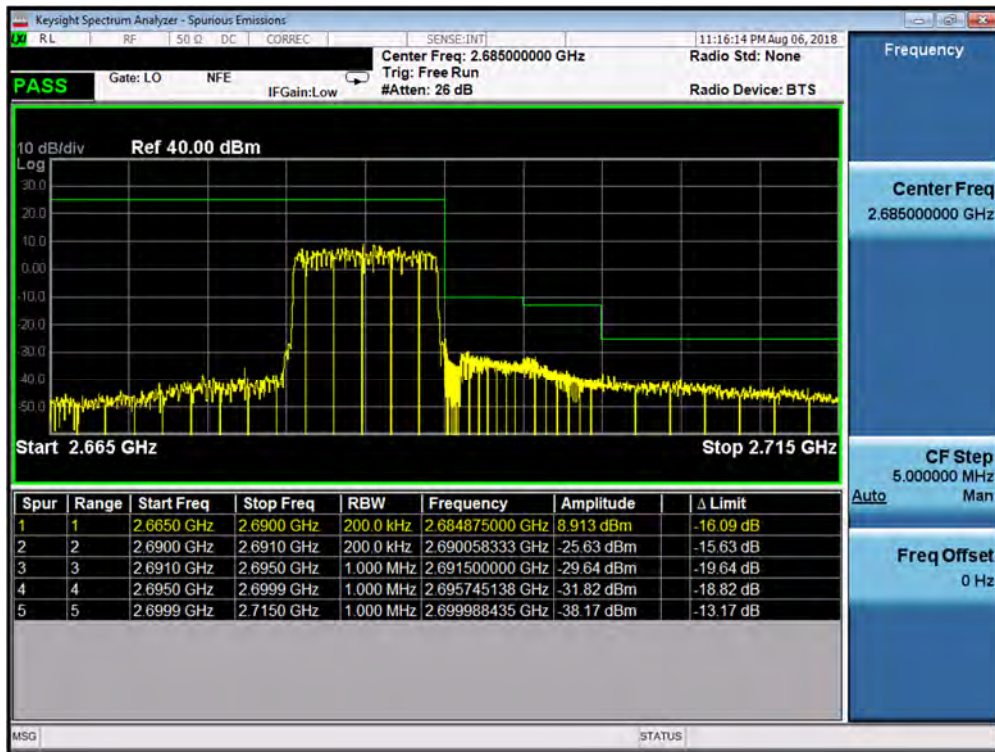 Keysight Spectrum Analyzer - Spurious Emissions
LXI RL RF 50 Ω DC CORREC SENSE:INT 11:16:14 PM Aug 06, 2018
Center Freq: 2.685000000 GHz Radio Std: None
PASS Gate: LO NFE Trig: Free Run
IFGain:Low #Atten: 26 dB Radio Device: BTS
Frequency
10 dB/div Ref 40.00 dBm
Log
30.0
20.0
10.0
0.00
-10.0
-20.0
-30.0
-40.0
-50.0
Start 2.665 GHz Stop 2.715 GHz
Center Freq
2.685000000 GHz
CF Step
5.000000 MHz
Auto Man
Freq Offset
0 Hz
Spur Range Start Freq Stop Freq RBW Frequency Amplitude Δ Limit
1 1 2.6650 GHz 2.6900 GHz 200.0 kHz 2.684875000 GHz 8.913 dBm -16.09 dB
2 2 2.6900 GHz 2.6910 GHz 200.0 kHz 2.690058333 GHz -25.63 dBm -15.63 dB
3 3 2.6910 GHz 2.6950 GHz 1.000 MHz 2.691500000 GHz -29.64 dBm -19.64 dB
4 4 2.6950 GHz 2.6999 GHz 1.000 MHz 2.695745138 GHz -31.82 dBm -18.82 dB
5 5 2.6999 GHz 2.7150 GHz 1.000 MHz 2.699988435 GHz -38.17 dBm -13.17 dB
MSG STATUS